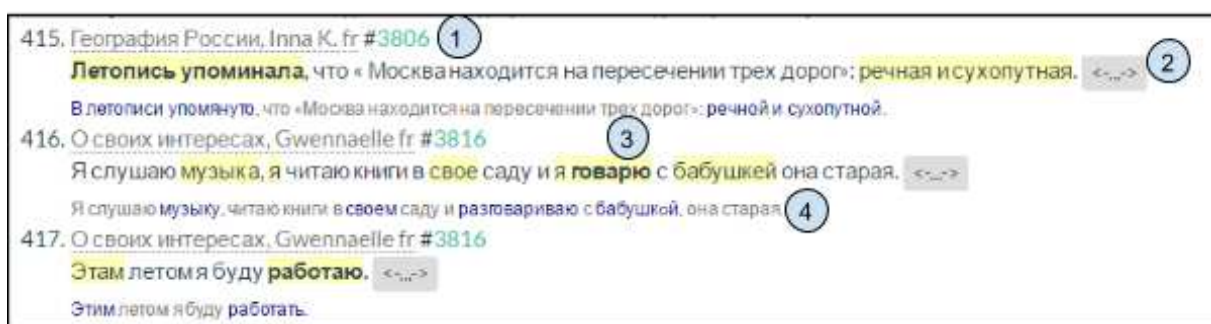 415. География России, Inna K. fr #3806 1
Летопись упоминала, что « Москва находится на пересечении трех дорог»: речная и сухопутная. <-...-> 2
В летописи упомянуто, что «Москва находится на пересечении трех дорог»: речной и сухопутной.
416. О своих интересах, Gwennaelle fr #3816 3
Я слушаю музыка, я читаю книги в свое саду и я говарю с бабушкей она старая. <-...->
Я слушаю музыку, читаю книги в своем саду и разговариваю с бабушкой, она старая. 4
417. О своих интересах, Gwennaelle fr #3816
Этам летом я буду работаю. <-...->
Этим летом я буду работать.